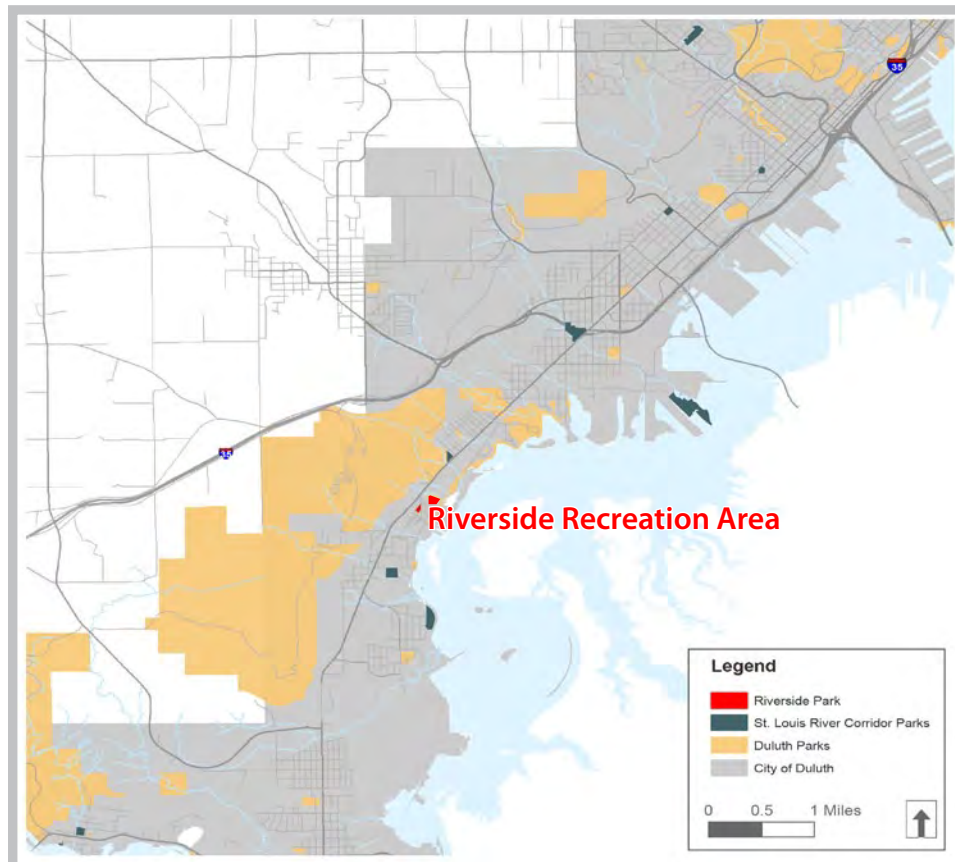 35
35
Riverside Recreation Area
Legend
Riverside Park
St. Louis River Corridor Parks
Duluth Parks
City of Duluth
0 0.5 1 Miles